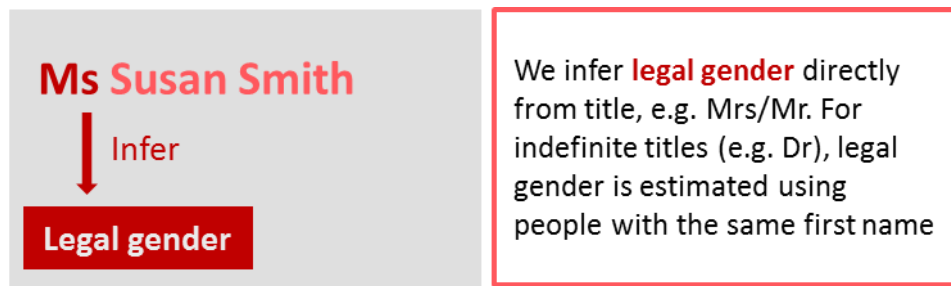 Ms Susan Smith
Infer
Legal gender
We infer legal gender directly
from title, e.g. Mrs/Mr. For
indefinite titles (e.g. Dr), legal
gender is estimated using
people with the same first name